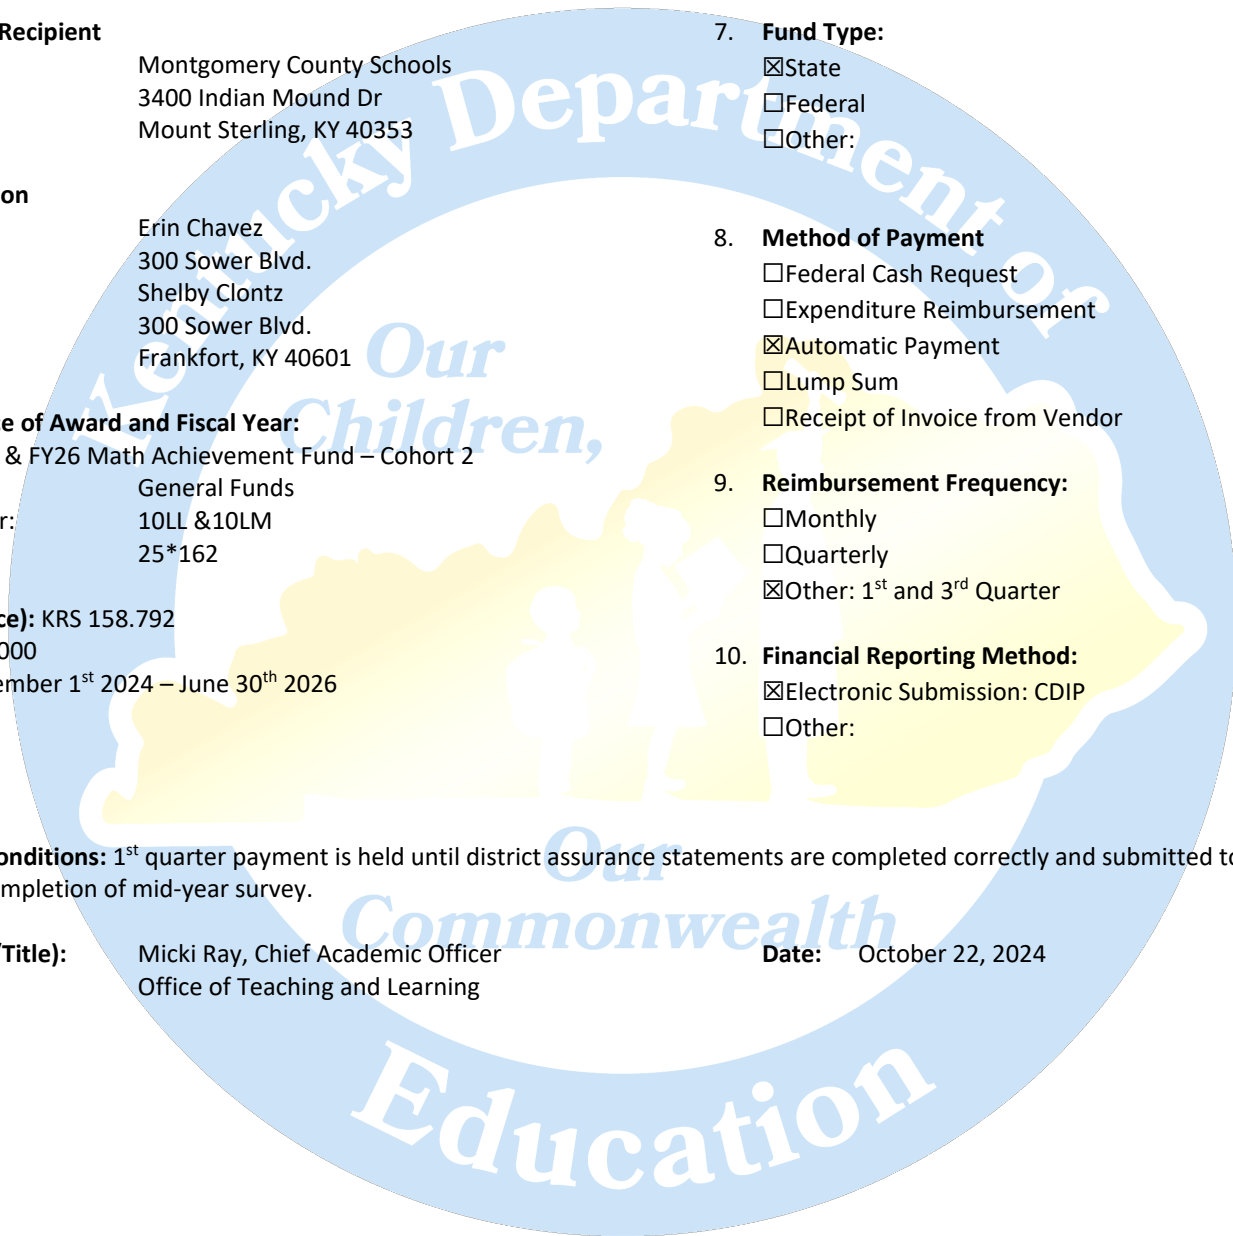 Recipient
Montgomery County Schools
3400 Indian Mound Dr
Mount Sterling, KY 40353
on
Erin Chavez
300 Sower Blvd.
Shelby Clontz
300 Sower Blvd.
Frankfort, KY 40601
e of Award and Fiscal Year:
& FY26 Math Achievement Fund – Cohort 2
General Funds
r: 10LL &10LM
25*162
ce): KRS 158.792
000
ember 1st 2024 – June 30th 2026
7. Fund Type:
☒State
☐Federal
☐Other:
8. Method of Payment
☐Federal Cash Request
☐Expenditure Reimbursement
☒Automatic Payment
☐Lump Sum
☐Receipt of Invoice from Vendor
9. Reimbursement Frequency:
☐Monthly
☐Quarterly
☒Other: 1st and 3rd Quarter
10. Financial Reporting Method:
☒Electronic Submission: CDIP
☐Other:
onditions: 1st quarter payment is held until district assurance statements are completed correctly and submitted to
mpletion of mid-year survey.
/Title): Micki Ray, Chief Academic Officer Date: October 22, 2024
Office of Teaching and Learning
Kentucky Department of
Education
Our
Children,
Our
Commonwealth